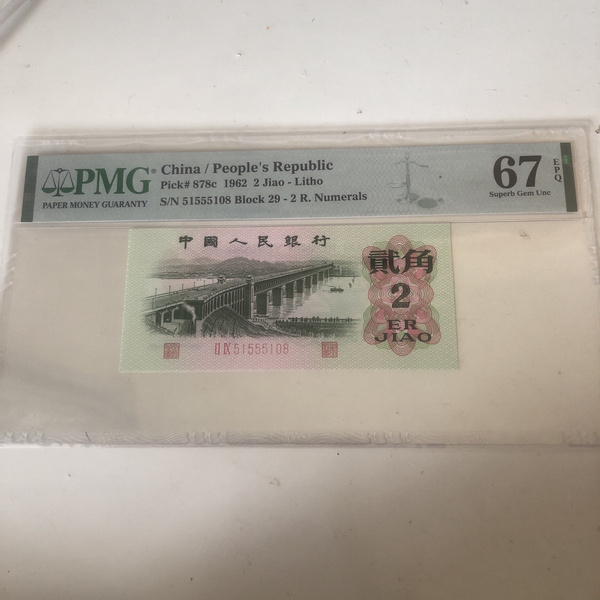 PMG
PAPER MONEY GUARANTY
China / People's Republic
Pick# 878c 1962 2 Jiao - Litho
S/N 51555108 Block 29 - 2 R. Numerals
67 EPQ
Superb Gem Unc
中國人民銀行
貳角
2
ER
JIAO
II IX 51555108